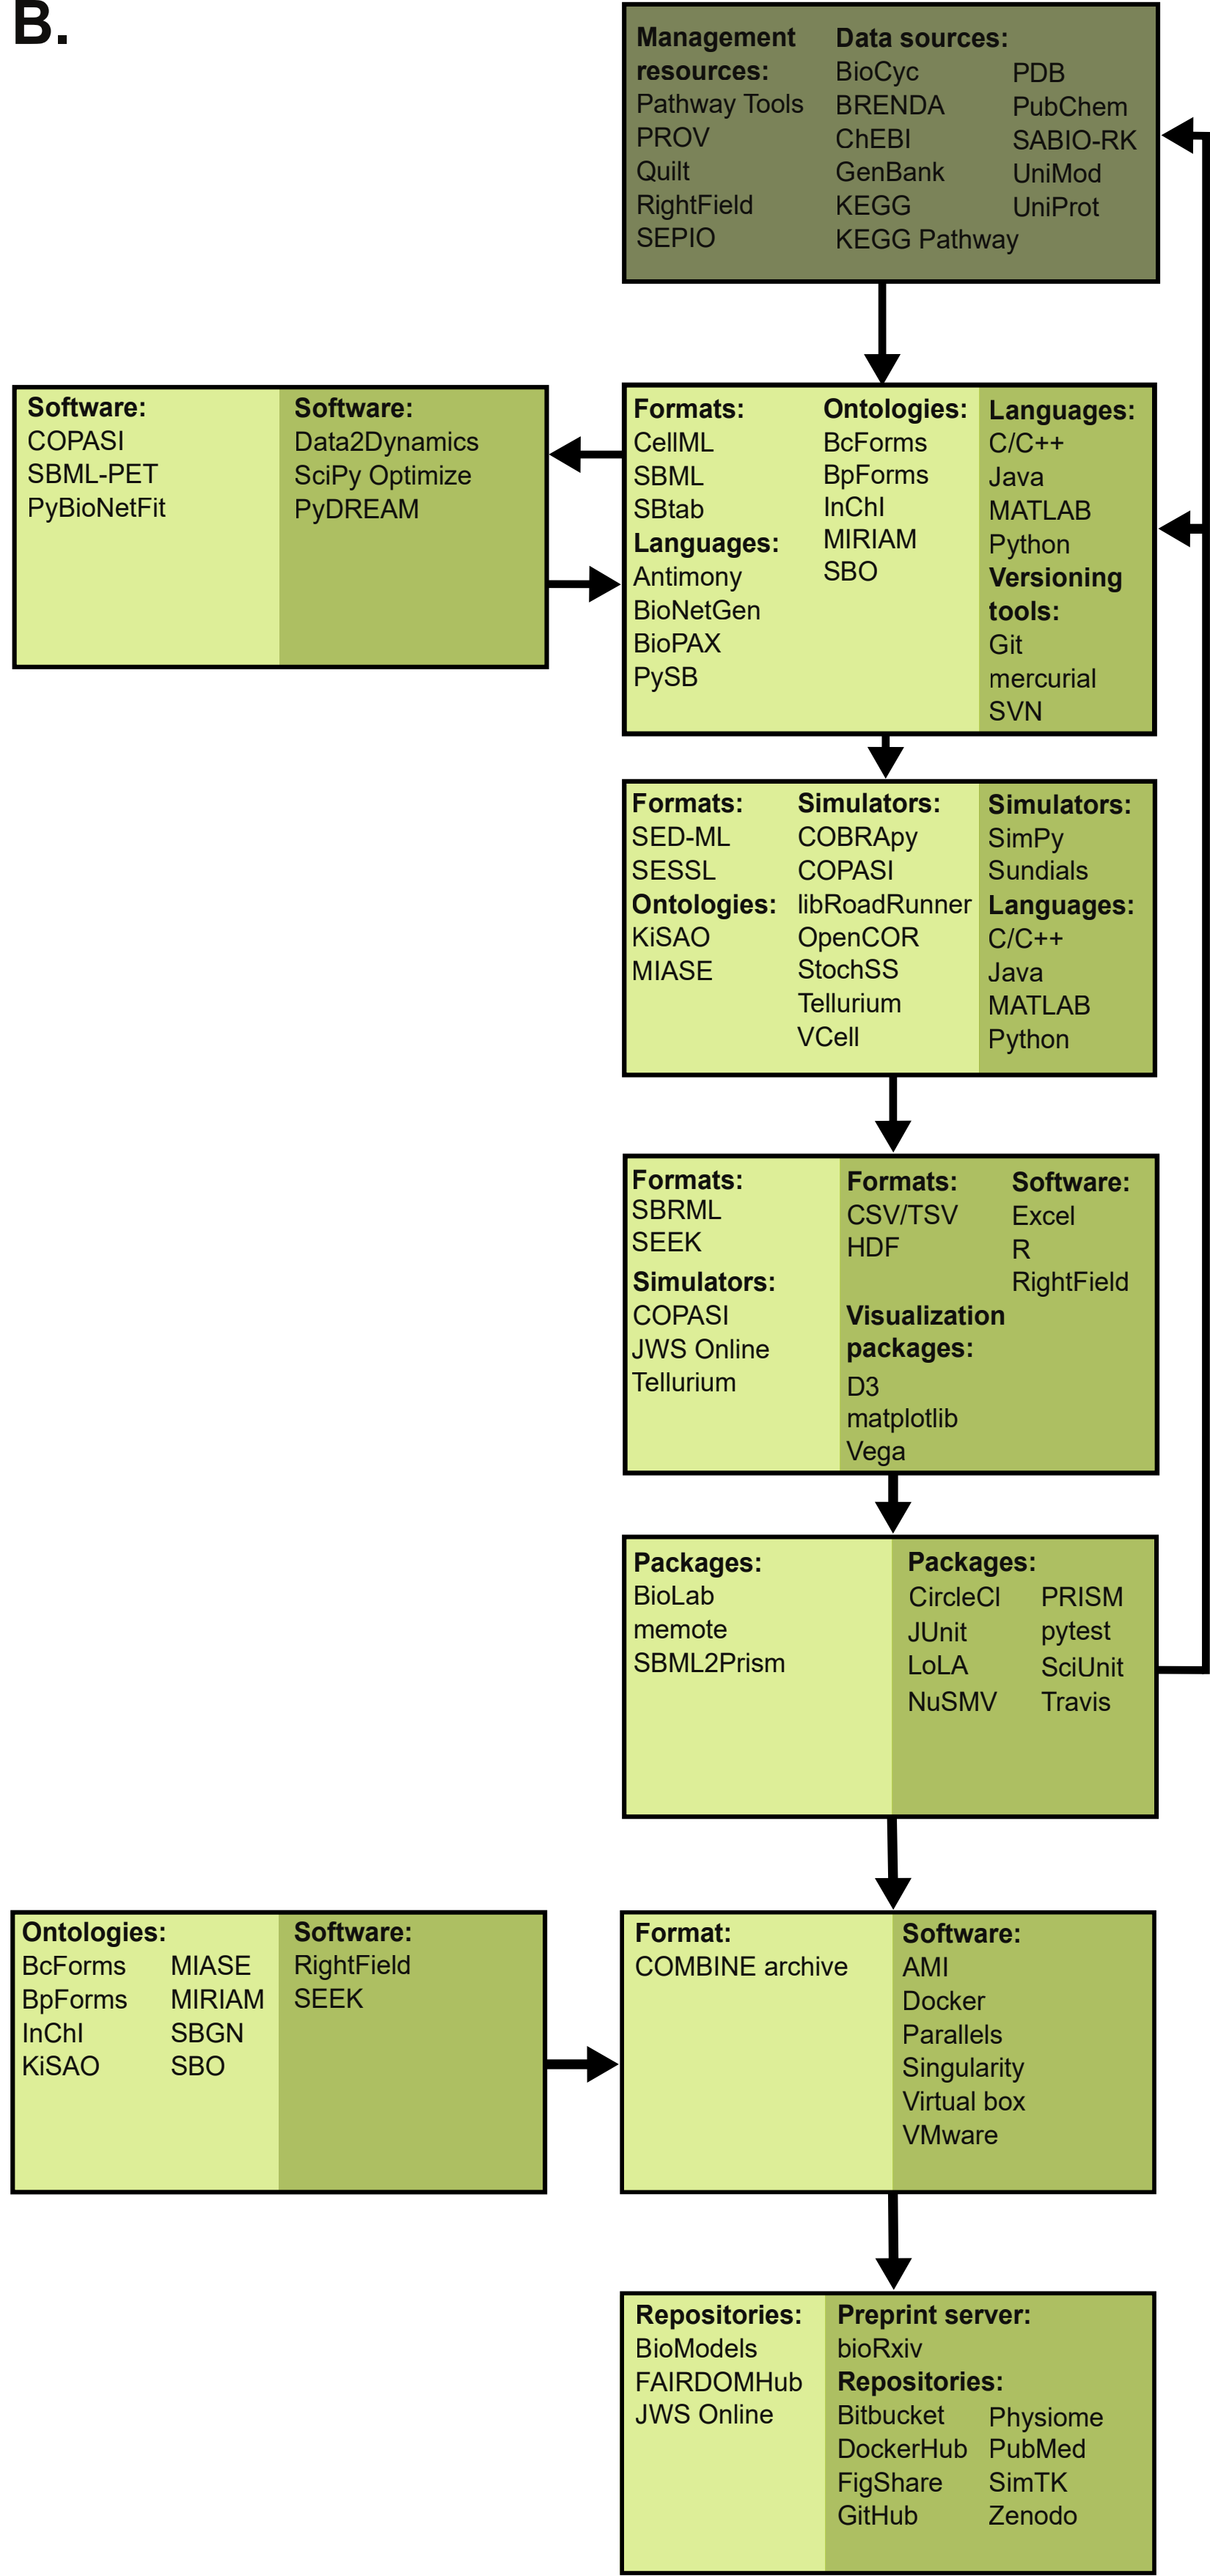 B.
Management
resources:
Pathway Tools
PROV
Quilt
RightField
SEPIO
Data sources:
BioCyc
BRENDA
ChEBI
GenBank
KEGG
KEGG Pathway
PDB
PubChem
SABIO-RK
UniMod
UniProt
Software:
COPASI
SBML-PET
PyBioNetFit
Software:
Data2Dynamics
SciPy Optimize
PyDREAM
Formats:
CellML
SBML
SBtab
Languages:
Antimony
BioNetGen
BioPAX
PySB
Ontologies:
BcForms
BpForms
InChI
MIRIAM
SBO
Languages:
C/C++
Java
MATLAB
Python
Versioning
tools:
Git
mercurial
SVN
Formats:
SED-ML
SESSL
Ontologies:
KiSAO
MIASE
Simulators:
COBRApy
COPASI
libRoadRunner
OpenCOR
StochSS
Tellurium
VCell
Simulators:
SimPy
Sundials
Languages:
C/C++
Java
MATLAB
Python
Formats:
SBRML
SEEK
Simulators:
COPASI
JWS Online
Tellurium
Formats:
CSV/TSV
HDF
Software:
Excel
R
RightField
Visualization
packages:
D3
matplotlib
Vega
Packages:
BioLab
memote
SBML2Prism
Packages:
CircleCI
JUnit
LoLA
NuSMV
PRISM
pytest
SciUnit
Travis
Ontologies:
BcForms
BpForms
InChI
KiSAO
MIASE
MIRIAM
SBGN
SBO
Software:
RightField
SEEK
Format:
COMBINE archive
Software:
AMI
Docker
Parallels
Singularity
Virtual box
VMware
Repositories:
BioModels
FAIRDOMHub
JWS Online
Preprint server:
bioRxiv
Repositories:
Bitbucket
DockerHub
FigShare
GitHub
Physiome
PubMed
SimTK
Zenodo